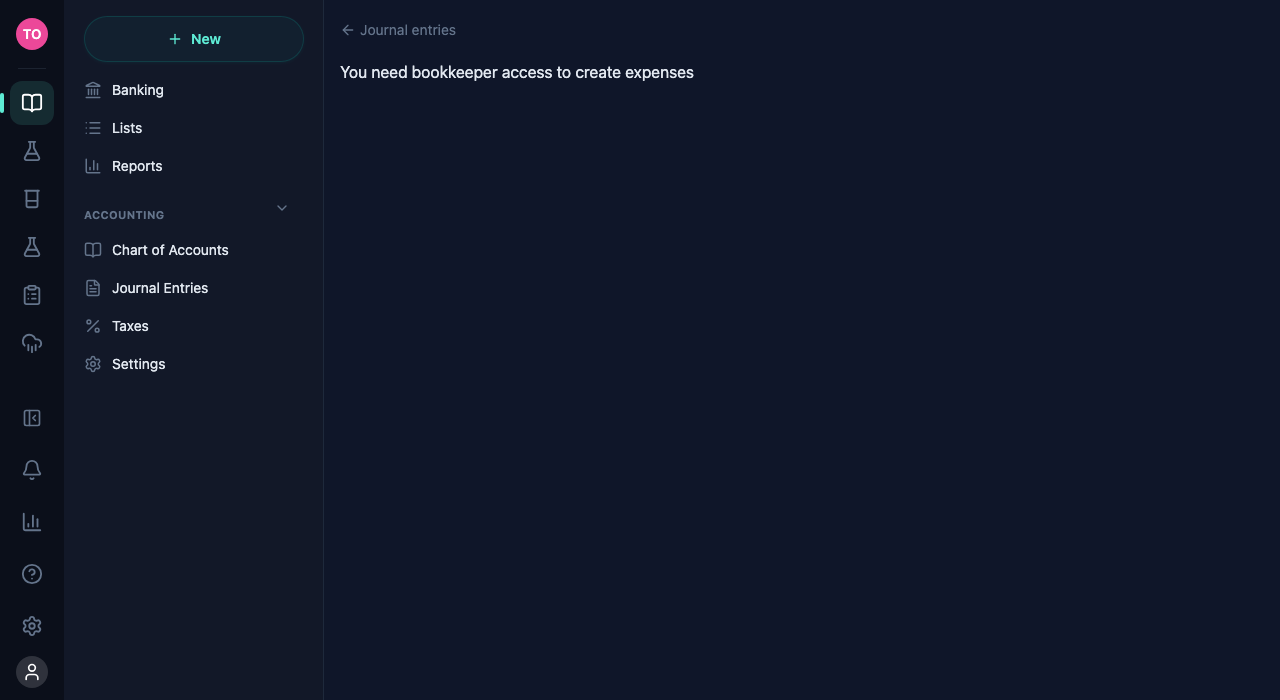 TO
New
Banking
Lists
Reports
ACCOUNTING
Chart of Accounts
Journal Entries
Taxes
Settings
Journal entries
You need bookkeeper access to create expenses